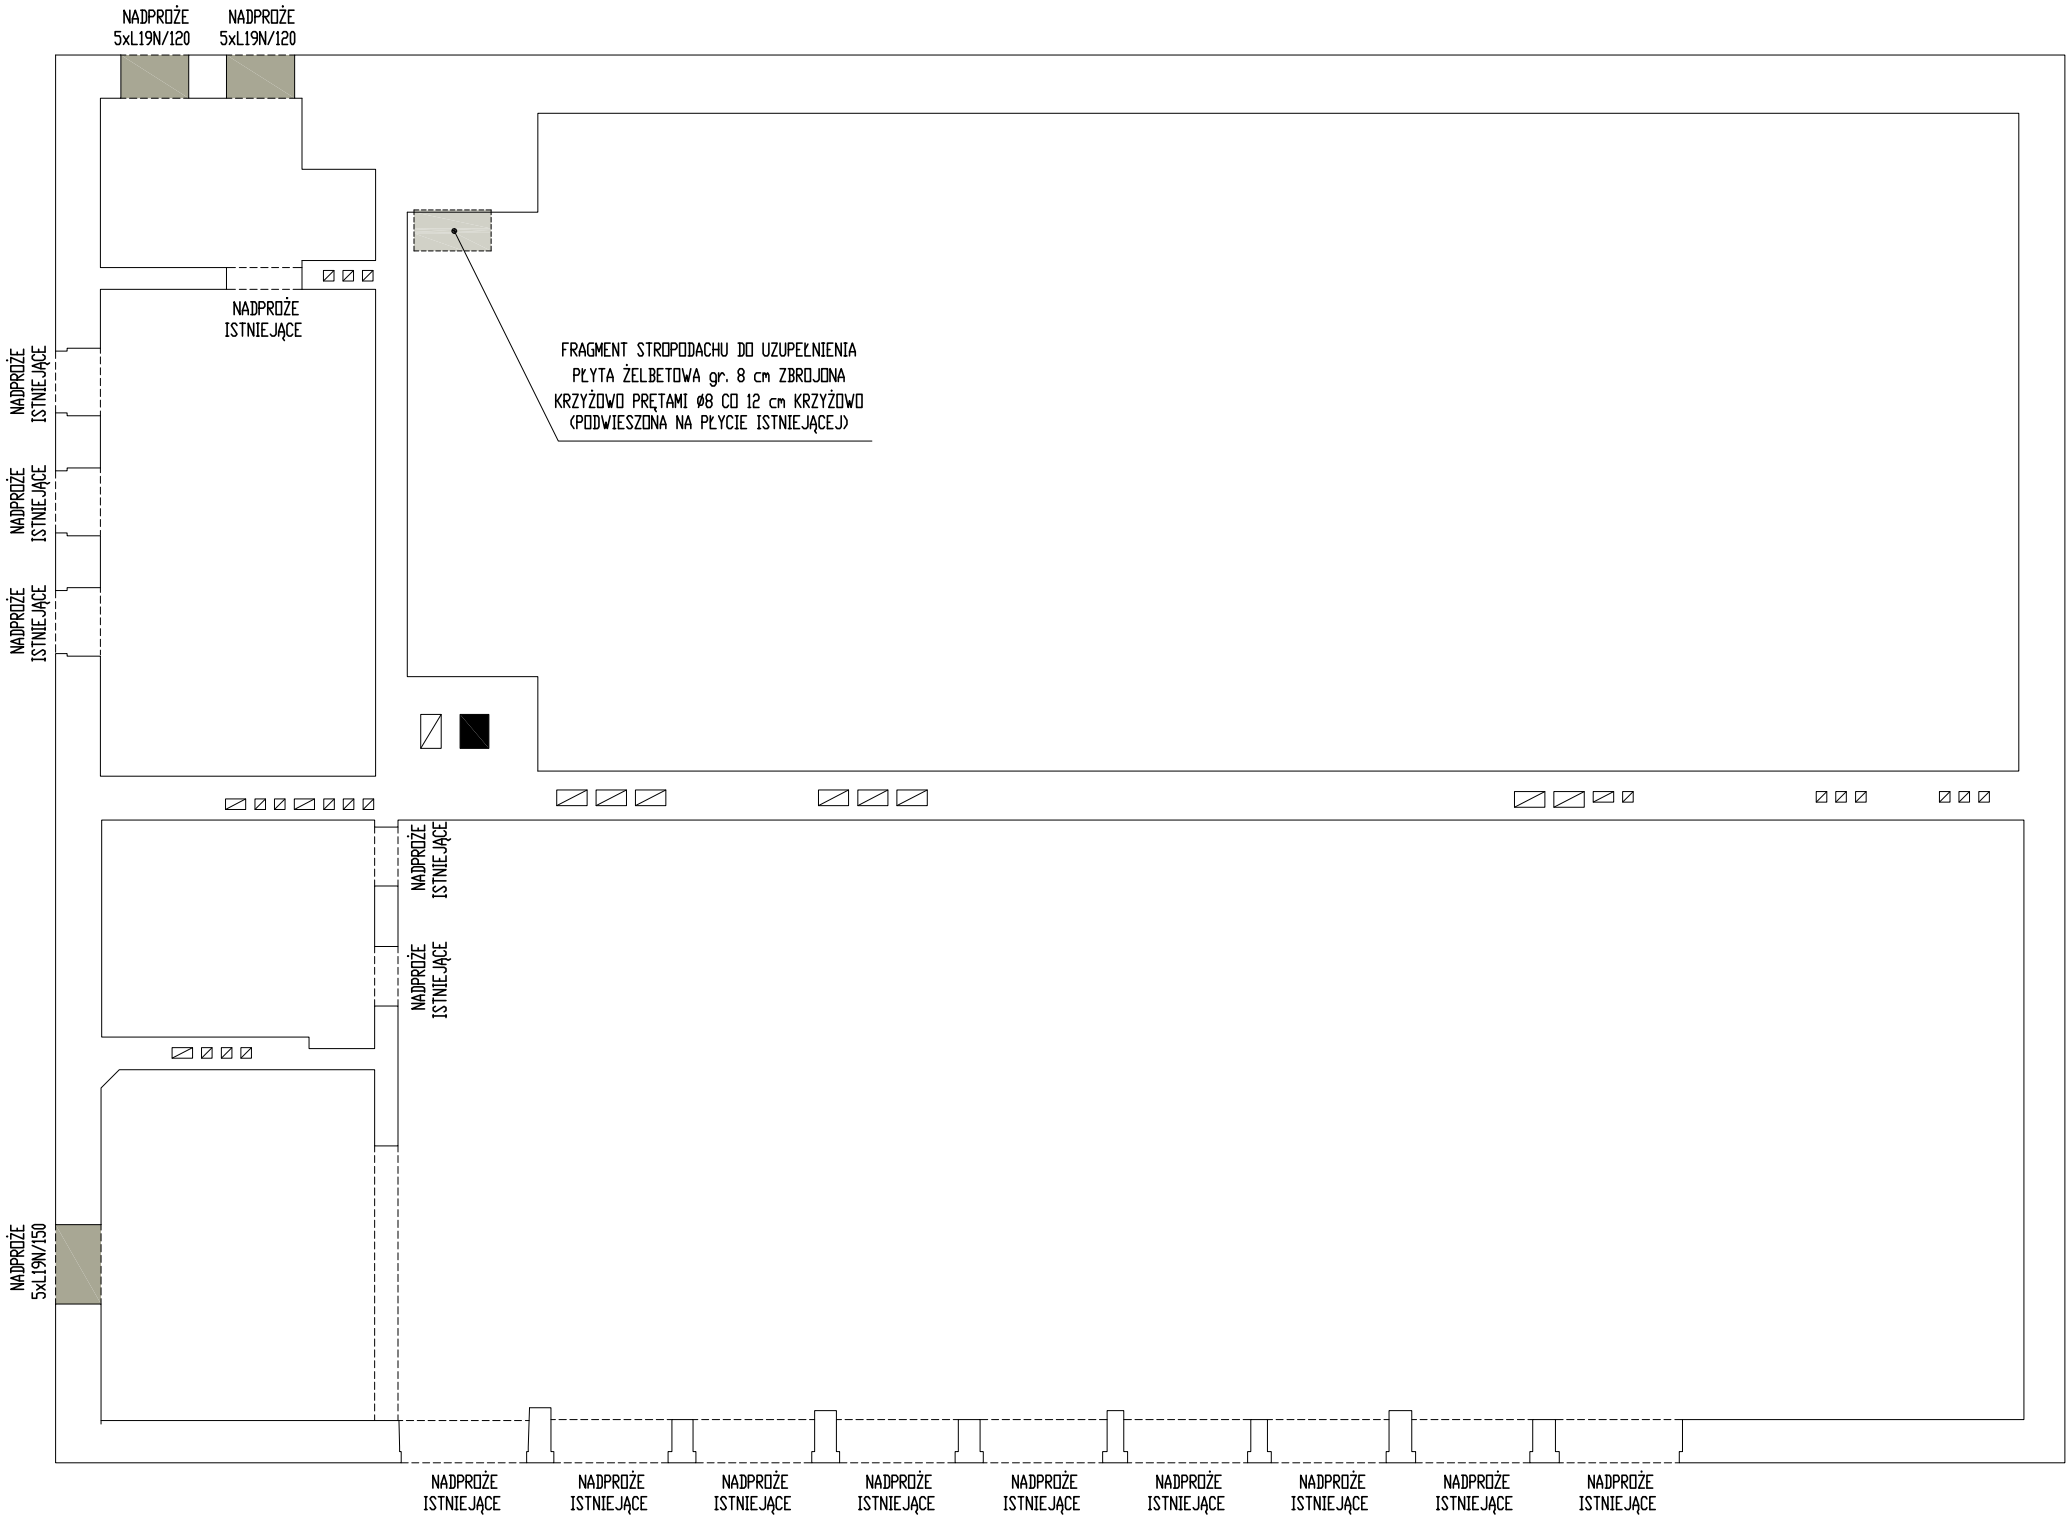 NADPROŻE
5xL19N/120
NADPROŻE
5xL19N/120
NADPROŻE
ISTNIEJĄCE
FRAGMENT STROPODACHU DO UZUPEŁNIENIA
PŁYTA ŻELBETOWA gr. 8 cm ZBROJONA
KRZYŻOWO PRĘTAMI Ø8 CO 12 cm KRZYŻOWO
(PODWIESZONA NA PŁYCIE ISTNIEJĄCEJ)
NADPROŻE
ISTNIEJĄCE
NADPROŻE
ISTNIEJĄCE
NADPROŻE
ISTNIEJĄCE
NADPROŻE
ISTNIEJĄCE
NADPROŻE
ISTNIEJĄCE
NADPROŻE
5xL19N/150
NADPROŻE
ISTNIEJĄCE
NADPROŻE
ISTNIEJĄCE
NADPROŻE
ISTNIEJĄCE
NADPROŻE
ISTNIEJĄCE
NADPROŻE
ISTNIEJĄCE
NADPROŻE
ISTNIEJĄCE
NADPROŻE
ISTNIEJĄCE
NADPROŻE
ISTNIEJĄCE
NADPROŻE
ISTNIEJĄCE